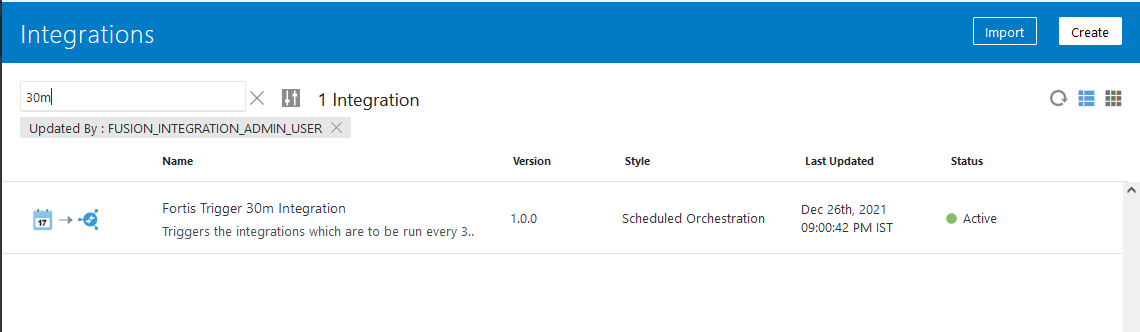 Integrations
Import
Create
30m
1 Integration
Updated By : FUSION_INTEGRATION_ADMIN_USER
Name Version Style Last Updated Status
17
Fortis Trigger 30m Integration
Triggers the integrations which are to be run every 3..
1.0.0
Scheduled Orchestration
Dec 26th, 2021
09:00:42 PM IST
Active